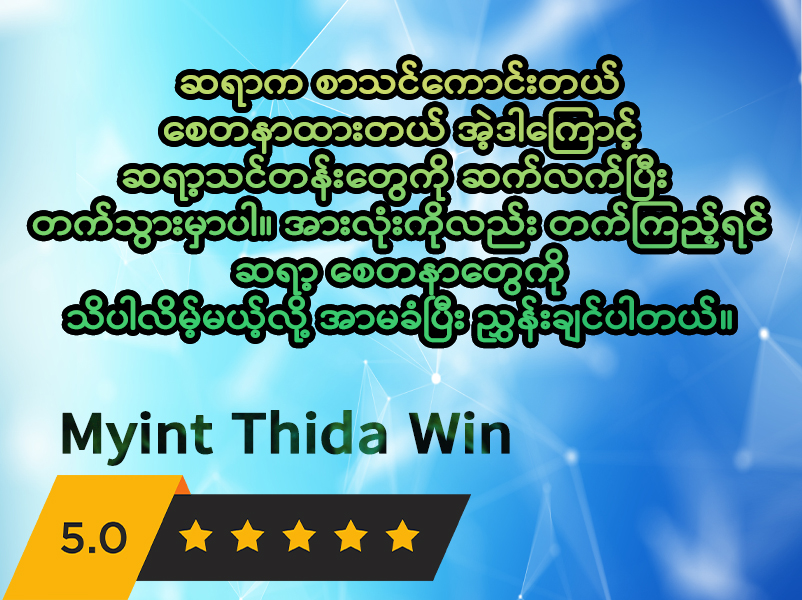 ဆရာက စာသင်ကောင်းတယ်
စေတနာထားတယ် အဲ့ဒါကြောင့်
ဆရာ့သင်တန်းတွေကို ဆက်လက်ပြီး
တက်သွားမှာပါ။ အားလုံးကိုလည်း တက်ကြည့်ရင်
ဆရာ့ စေတနာတွေကို
သိပါလိမ့်မယ့်လို့ အာမခံပြီး ညွှန်းချင်ပါတယ်။
Myint Thida Win
5.0